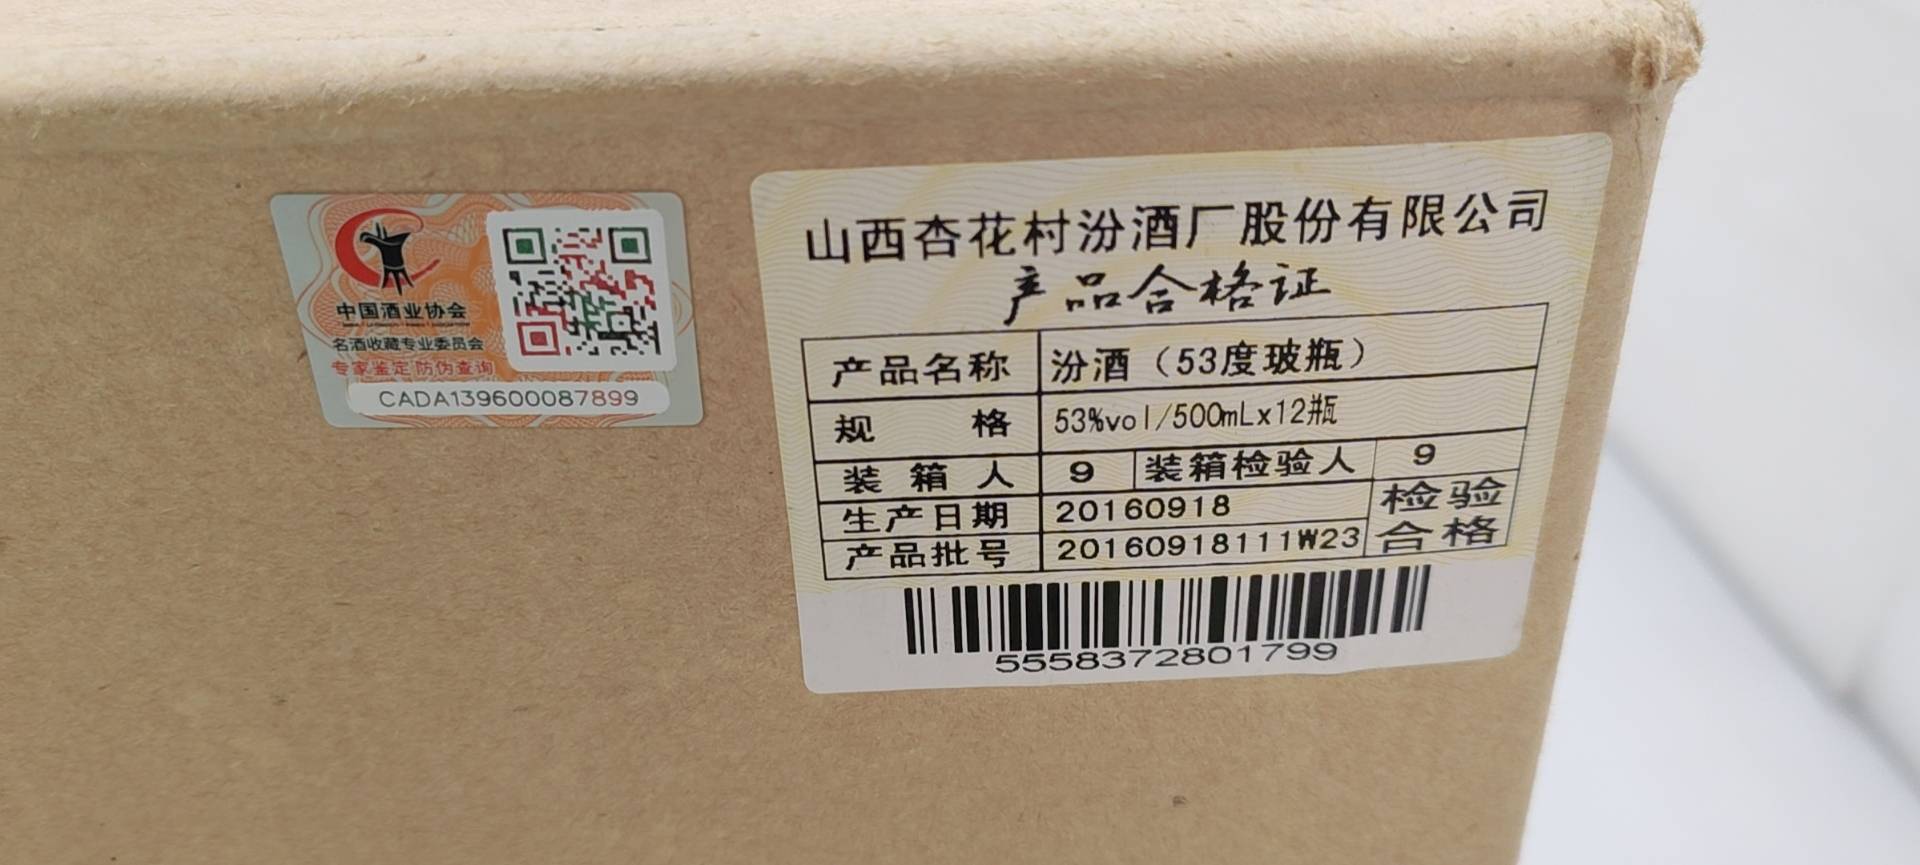 中国酒业协会
名酒收藏专业委员会
专家鉴定 防伪查询
CADA139600087899
山西杏花村汾酒厂股份有限公司
产品合格证
产品名称 汾酒（53度玻瓶）
规 格 53%vol/500mLx12瓶
装箱人 9 装箱检验人 9
生产日期 20160918
产品批号 20160918111W23
检验
合格
5558372801799